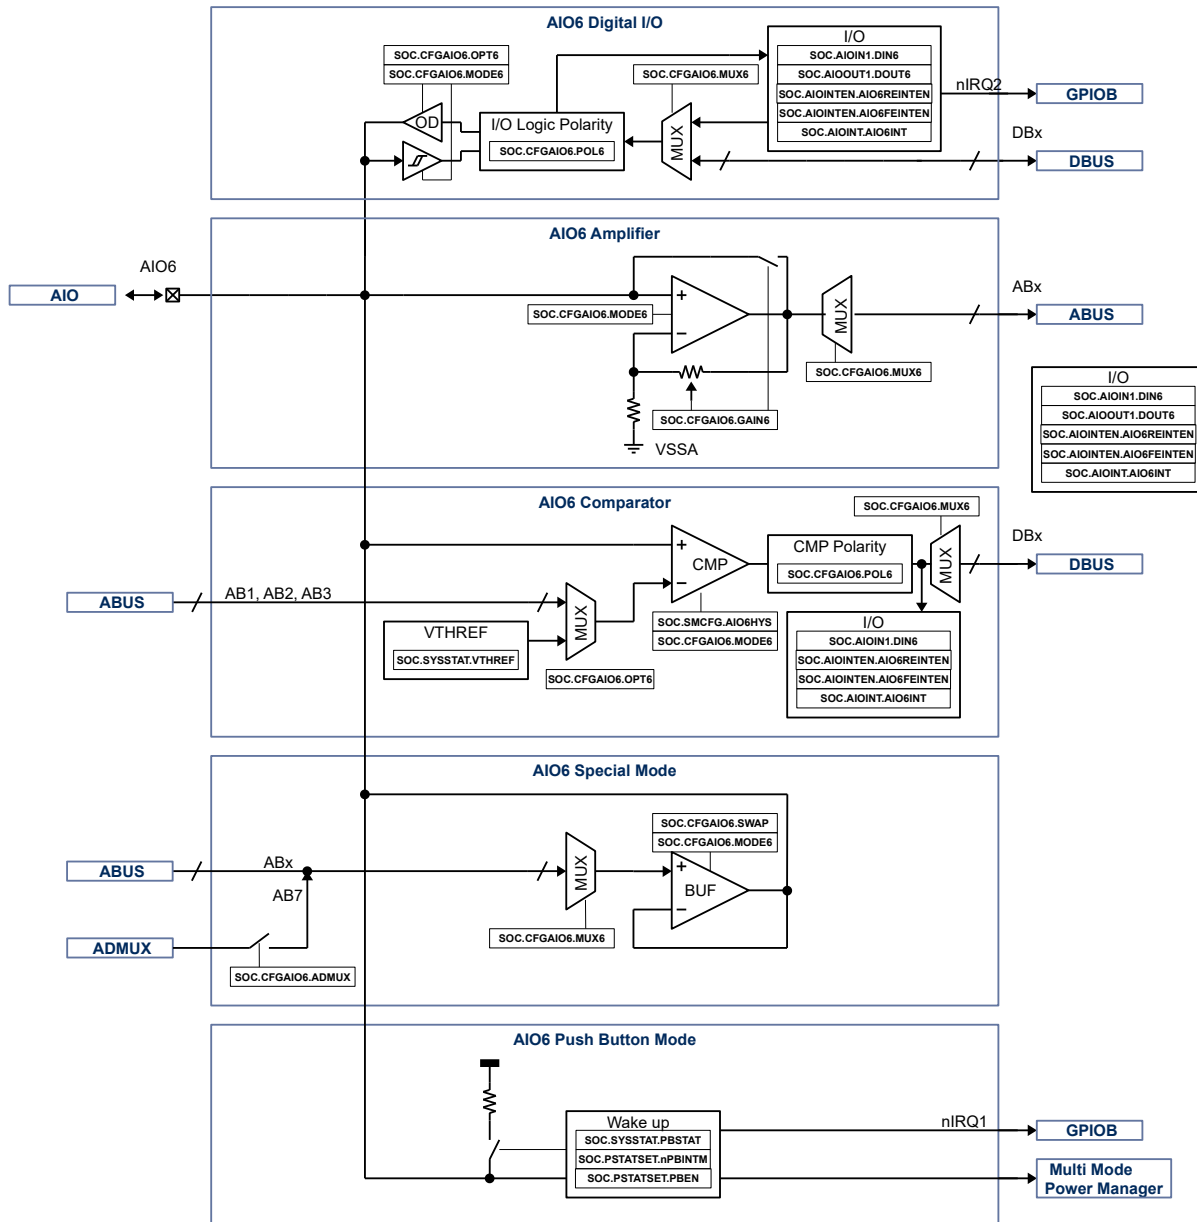 AIO6 Digital I/O
SOC.CFGAIO6.OPT6
SOC.CFGAIO6.MODE6
OD
I/O Logic Polarity
SOC.CFGAIO6.POL6
SOC.CFGAIO6.MUX6
MUX
I/O
SOC.AIOIN1.DIN6
SOC.AIOOUT1.DOUT6
SOC.AIOINTEN.AIO6REINTEN
SOC.AIOINTEN.AIO6FEINTEN
SOC.AIOINT.AIO6INT
nIRQ2
GPIOB
DBx
DBUS
AIO6 Amplifier
AIO
AIO6
SOC.CFGAIO6.MODE6
+
−
SOC.CFGAIO6.GAIN6
VSSA
MUX
SOC.CFGAIO6.MUX6
ABx
ABUS
I/O
SOC.AIOIN1.DIN6
SOC.AIOOUT1.DOUT6
SOC.AIOINTEN.AIO6REINTEN
SOC.AIOINTEN.AIO6FEINTEN
SOC.AIOINT.AIO6INT
AIO6 Comparator
ABUS
AB1, AB2, AB3
VTHREF
SOC.SYSSTAT.VTHREF
MUX
SOC.CFGAIO6.OPT6
+
CMP
−
SOC.SMCFG.AIO6HYS
SOC.CFGAIO6.MODE6
CMP Polarity
SOC.CFGAIO6.POL6
SOC.CFGAIO6.MUX6
MUX
DBx
DBUS
I/O
SOC.AIOIN1.DIN6
SOC.AIOINTEN.AIO6REINTEN
SOC.AIOINTEN.AIO6FEINTEN
SOC.AIOINT.AIO6INT
AIO6 Special Mode
ABUS
ABx
AB7
ADMUX
SOC.CFGAIO6.ADMUX
MUX
SOC.CFGAIO6.MUX6
SOC.CFGAIO6.SWAP
SOC.CFGAIO6.MODE6
+
BUF
−
AIO6 Push Button Mode
Wake up
SOC.SYSSTAT.PBSTAT
SOC.PSTATSET.nPBINTM
SOC.PSTATSET.PBEN
nIRQ1
GPIOB
Multi Mode
Power Manager